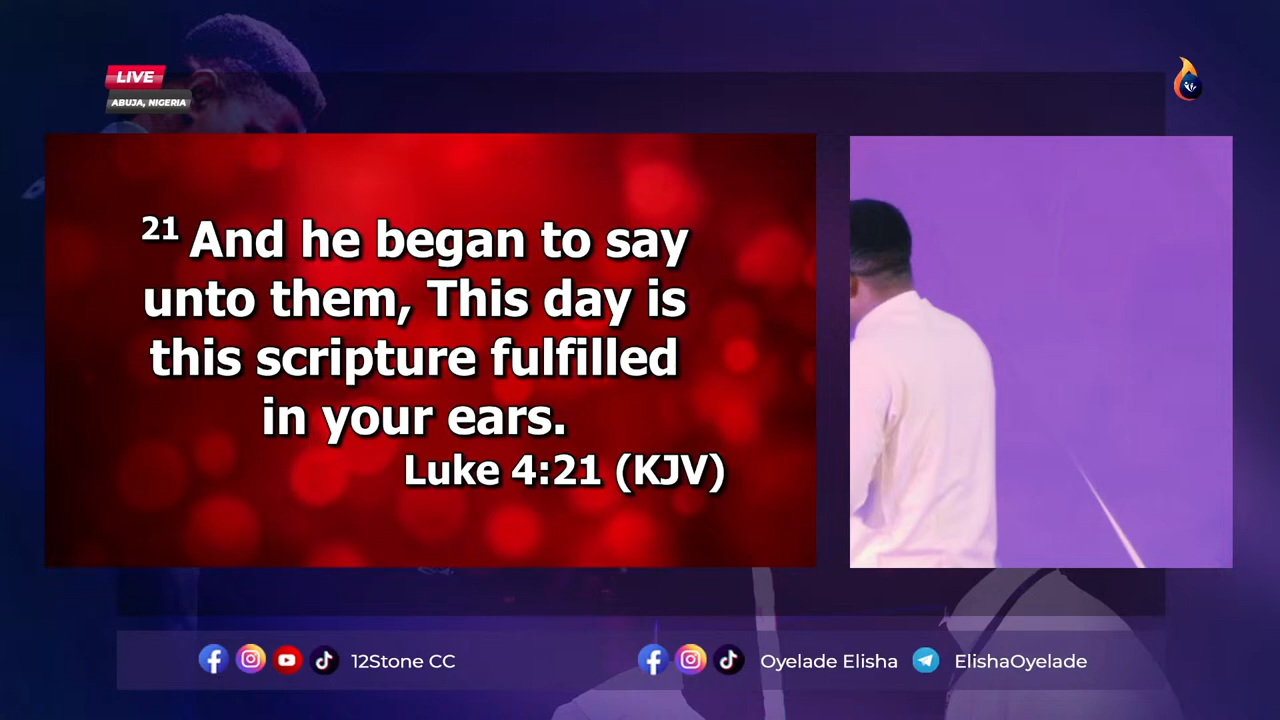 LIVE
ABUJA, NIGERIA
21 And he began to say
unto them, This day is
this scripture fulfilled
in your ears.
Luke 4:21 (KJV)
12Stone CC
Oyelade Elisha
ElishaOyelade